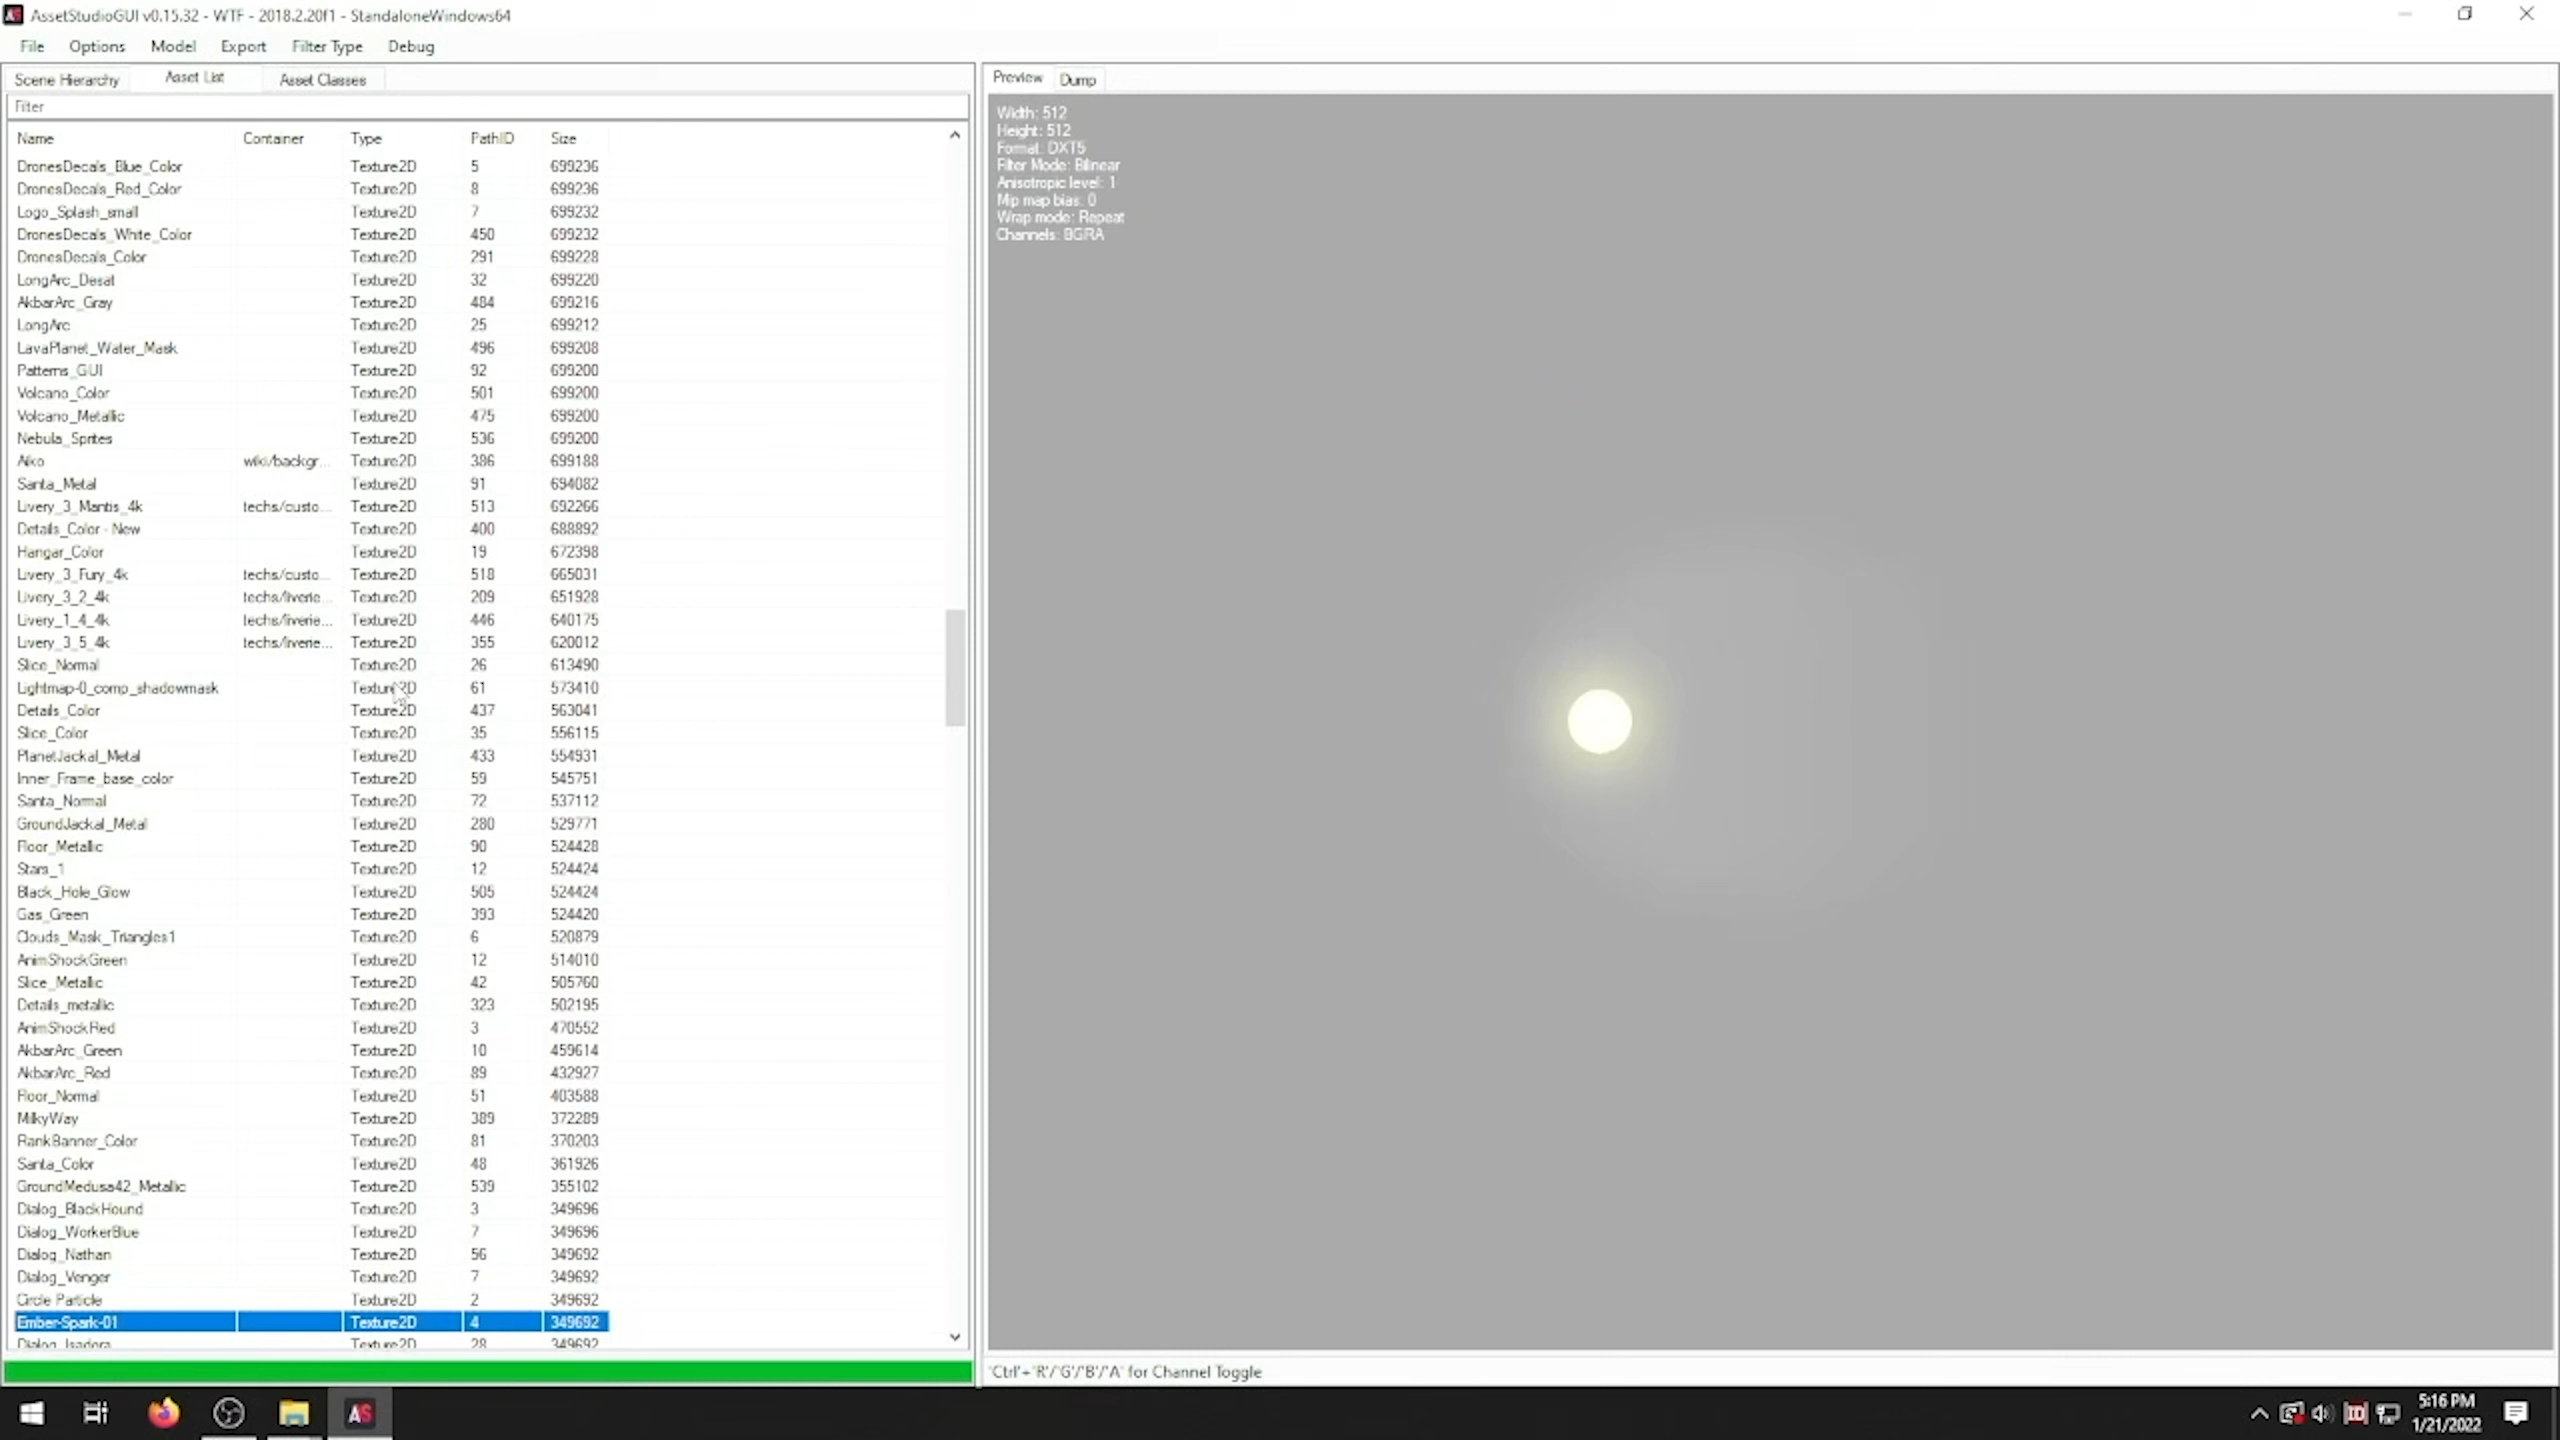 AssetStudioGUI v0.15.32 - WTF - 2018.2.20f1 - StandaloneWindows64
File Options Model Export Filter Type Debug
Scene Hierarchy Asset List Asset Classes
Filter
Name Container Type PathID Size
DronesDecals_Blue_Color Texture2D 5 699236
DronesDecals_Red_Color Texture2D 8 699236
Logo_Splash_small Texture2D 7 699232
DronesDecals_White_Color Texture2D 450 699232
DronesDecals_Color Texture2D 291 699228
LongArc_Desat Texture2D 32 699220
AkbarArc_Gray Texture2D 484 699216
LongArc Texture2D 25 699212
LavaPlanet_Water_Mask Texture2D 496 699208
Patterns_GUI Texture2D 92 699200
Volcano_Color Texture2D 501 699200
Volcano_Metallic Texture2D 475 699200
Nebula_Sprites Texture2D 536 699200
Aiko wiki/backgr... Texture2D 386 699188
Santa_Metal Texture2D 91 694082
Livery_3_Mantis_4k techs/custo... Texture2D 513 692266
Details_Color - New Texture2D 400 688892
Hangar_Color Texture2D 19 672398
Livery_3_Fury_4k techs/custo... Texture2D 518 665031
Livery_3_2_4k techs/liverie... Texture2D 209 651928
Livery_1_4_4k techs/liverie... Texture2D 446 640175
Livery_3_5_4k techs/liverie... Texture2D 355 620012
Slice_Normal Texture2D 26 613490
Lightmap-0_comp_shadowmask Texture2D 61 573410
Details_Color Texture2D 437 563041
Slice_Color Texture2D 35 556115
PlanetJackal_Metal Texture2D 433 554931
Inner_Frame_base_color Texture2D 59 545751
Santa_Normal Texture2D 72 537112
GroundJackal_Metal Texture2D 280 529771
Floor_Metallic Texture2D 90 524428
Stars_1 Texture2D 12 524424
Black_Hole_Glow Texture2D 505 524424
Gas_Green Texture2D 393 524420
Clouds_Mask_Triangles1 Texture2D 6 520879
AnimShockGreen Texture2D 12 514010
Slice_Metallic Texture2D 42 505760
Details_metallic Texture2D 323 502195
AnimShockRed Texture2D 3 470552
AkbarArc_Green Texture2D 10 459614
AkbarArc_Red Texture2D 89 432927
Floor_Normal Texture2D 51 403588
MilkyWay Texture2D 389 372289
RankBanner_Color Texture2D 81 370203
Santa_Color Texture2D 48 361926
GroundMedusa42_Metallic Texture2D 539 355102
Dialog_BlackHound Texture2D 3 349696
Dialog_WorkerBlue Texture2D 7 349696
Dialog_Nathan Texture2D 56 349692
Dialog_Venger Texture2D 7 349692
Circle Particle Texture2D 2 349692
Ember-Spark-01 Texture2D 4 349692
Dialog_Isadora Texture2D 28 349692
Preview Dump
Width: 512
Height: 512
Format: DXT5
Filter Mode: Bilinear
Anisotropic level: 1
Mip map bias: 0
Wrap mode: Repeat
Channels: BGRA
'Ctrl'+'R'/'G'/'B'/'A' for Channel Toggle
AS
5:16 PM
1/21/2022